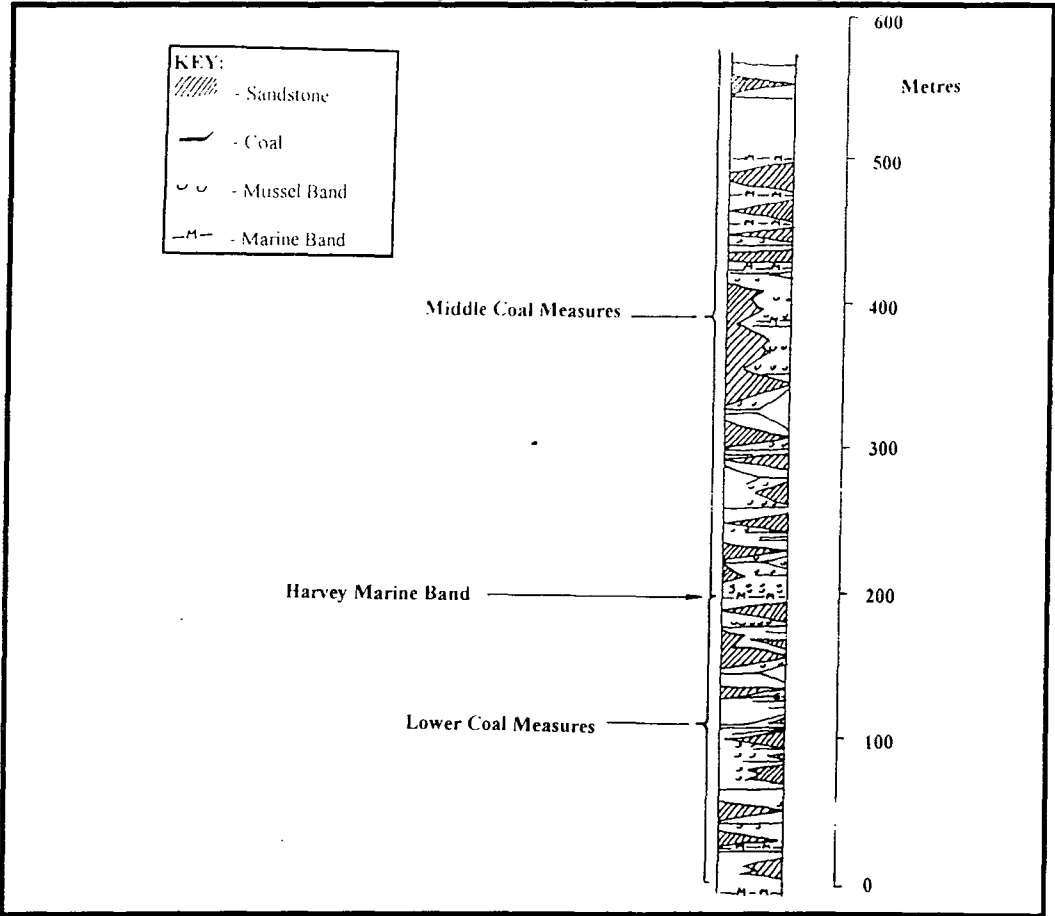 KEY:
- Sandstone
- Coal
- Mussel Band
M - Marine Band
600
Metres
500
Middle Coal Measures
400
300
Harvey Marine Band
200
Lower Coal Measures
100
0